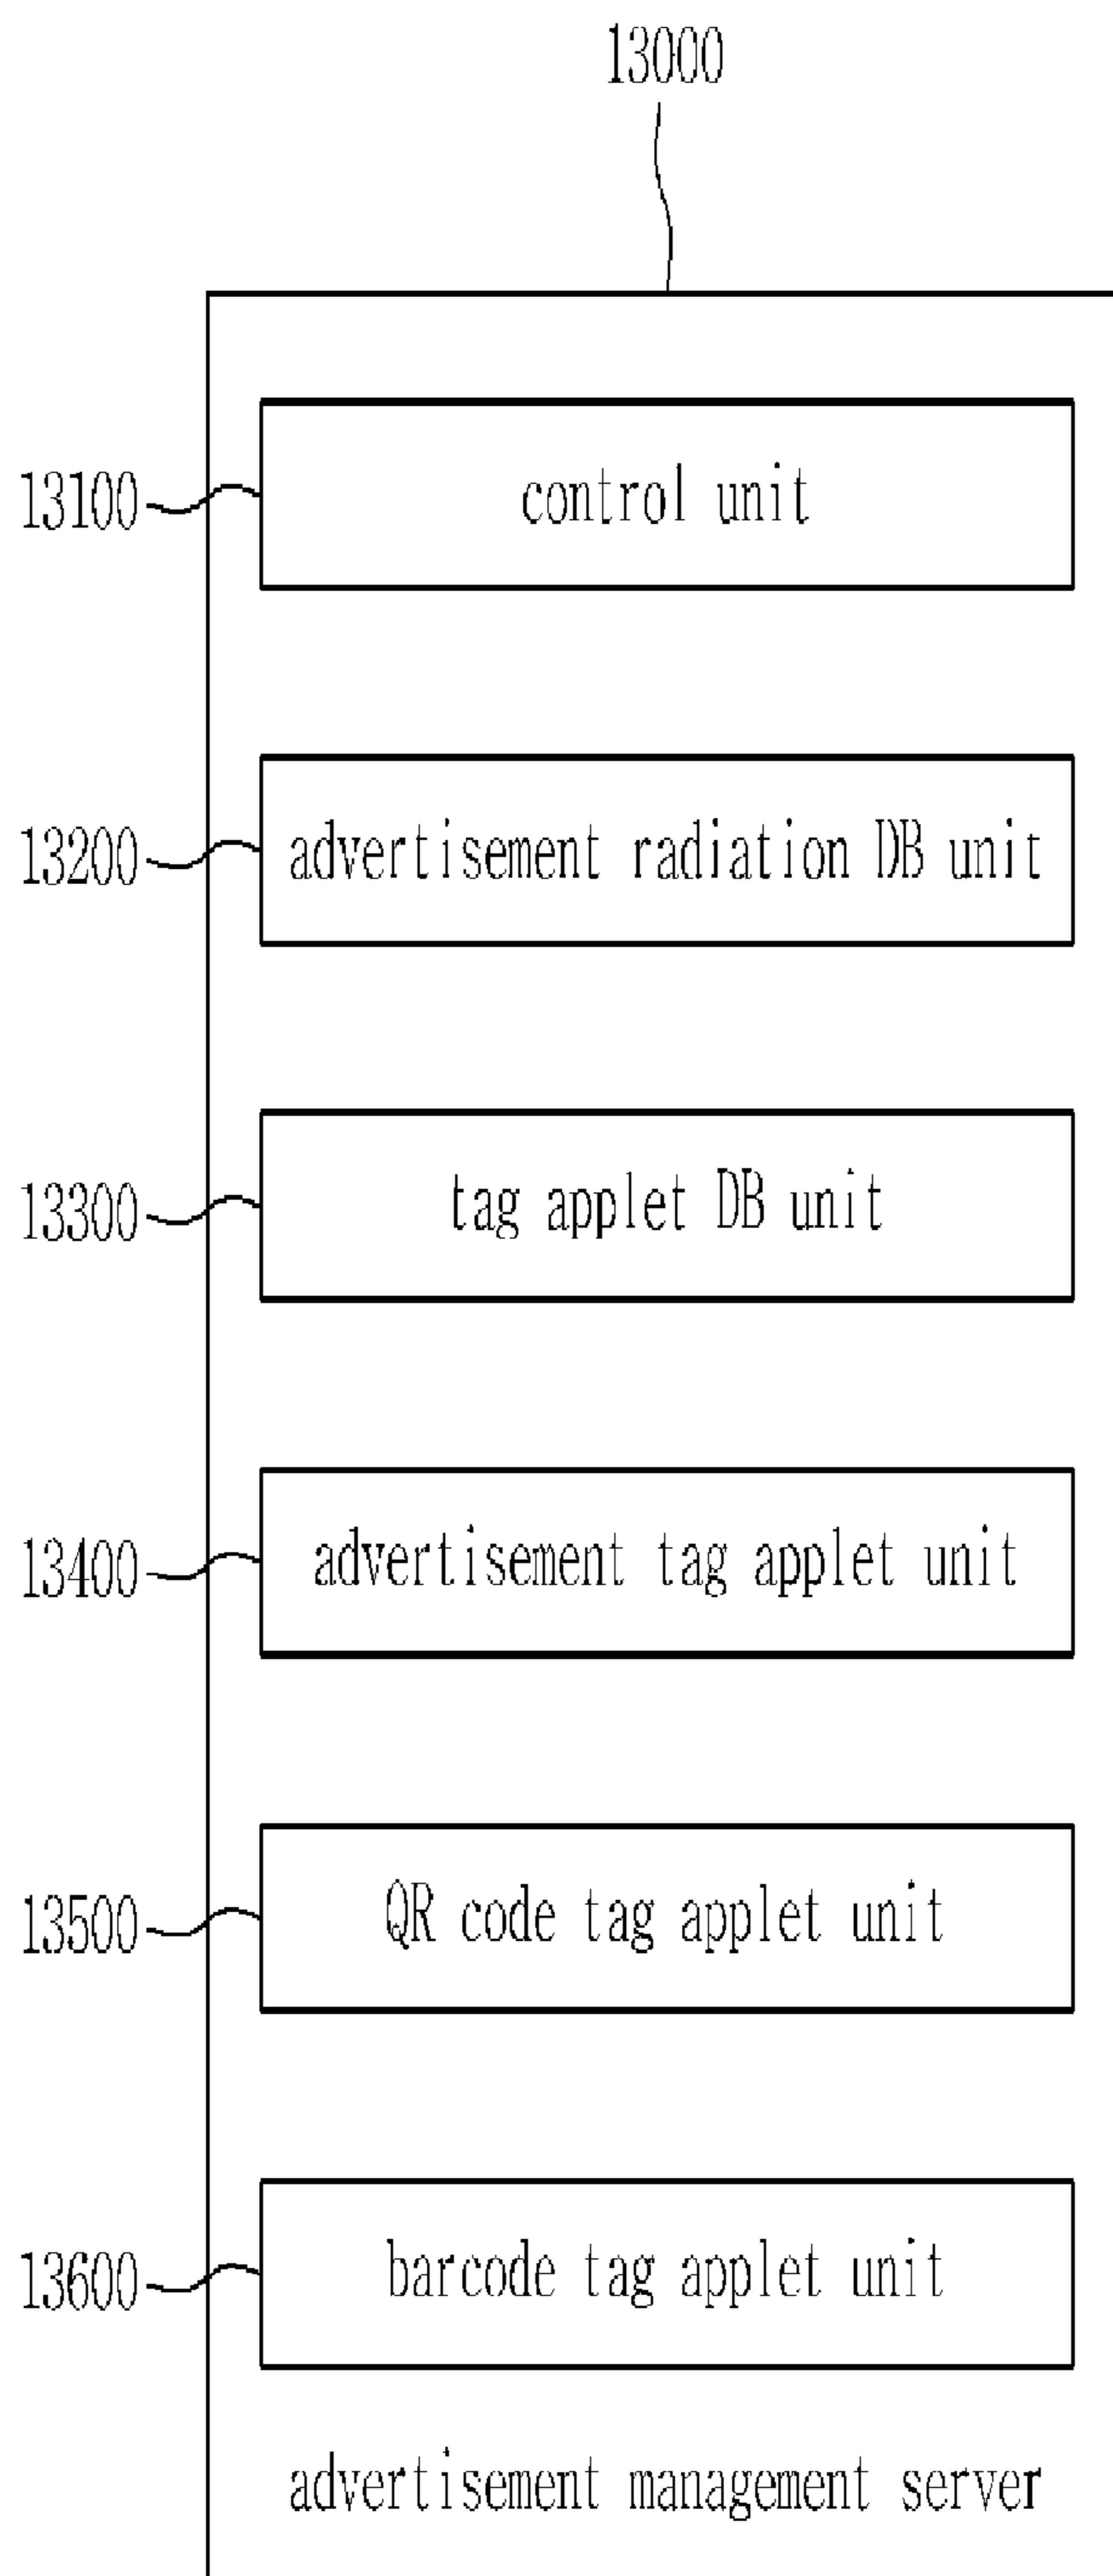 13000
13100 control unit
13200 advertisement radiation DB unit
13300 tag applet DB unit
13400 advertisement tag applet unit
13500 QR code tag applet unit
13600 barcode tag applet unit
advertisement management server